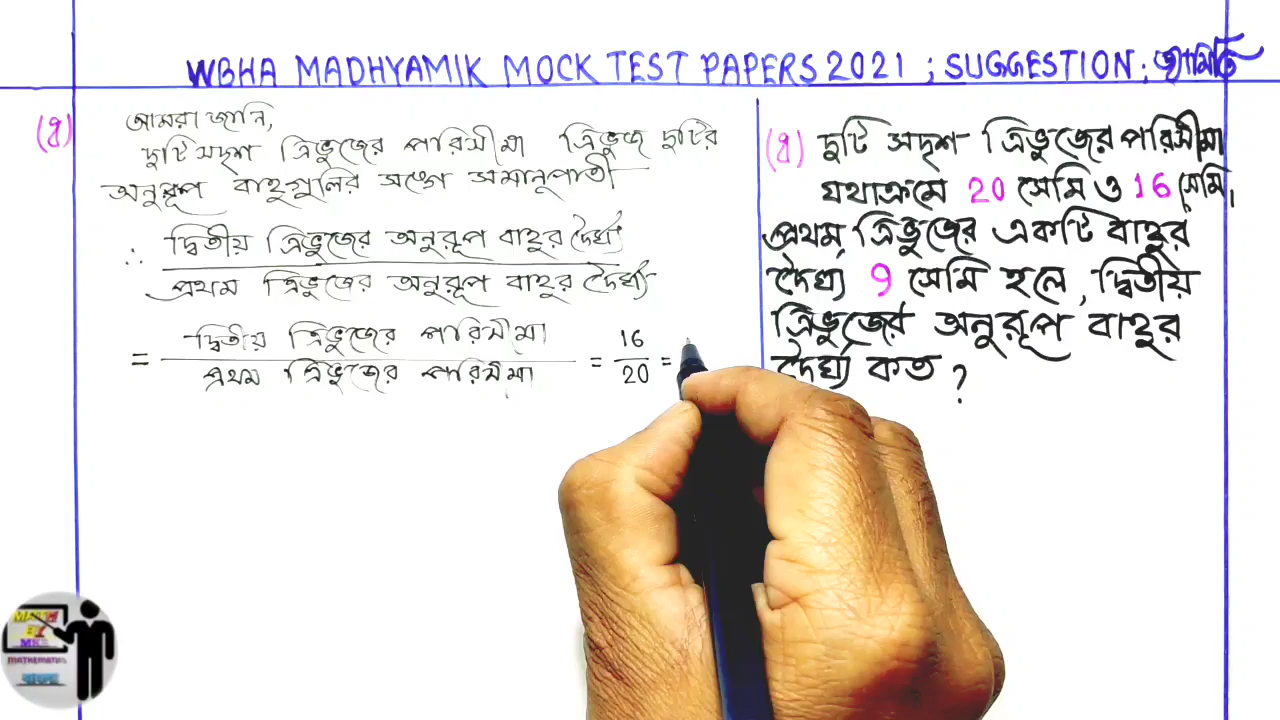 WBHA MADHYAMIK MOCK TEST PAPERS 2021 ; SUGGESTION ; জ্যামিতি
আমরা জানি,
দুটি সদৃশ ত্রিভুজের পরিসীমা ত্রিভুজ দুটির
অনুরূপ বাহুগুলির সঙ্গে সমানুপাতী
∴ দ্বিতীয় ত্রিভুজের অনুরূপ বাহুর দৈর্ঘ্য
প্রথম ত্রিভুজের অনুরূপ বাহুর দৈর্ঘ্য
= দ্বিতীয় ত্রিভুজের পরিসীমা = 16 =
প্রথম ত্রিভুজের পরিসীমা 20
দুটি সদৃশ ত্রিভুজের পরিসীমা
যথাক্রমে 20 সেমি ও 16 সেমি,
প্রথম ত্রিভুজের একটি বাহুর
দৈর্ঘ্য 9 সেমি হলে, দ্বিতীয়
ত্রিভুজের অনুরূপ বাহুর
দৈর্ঘ্য কত ?
MATHEMATICS